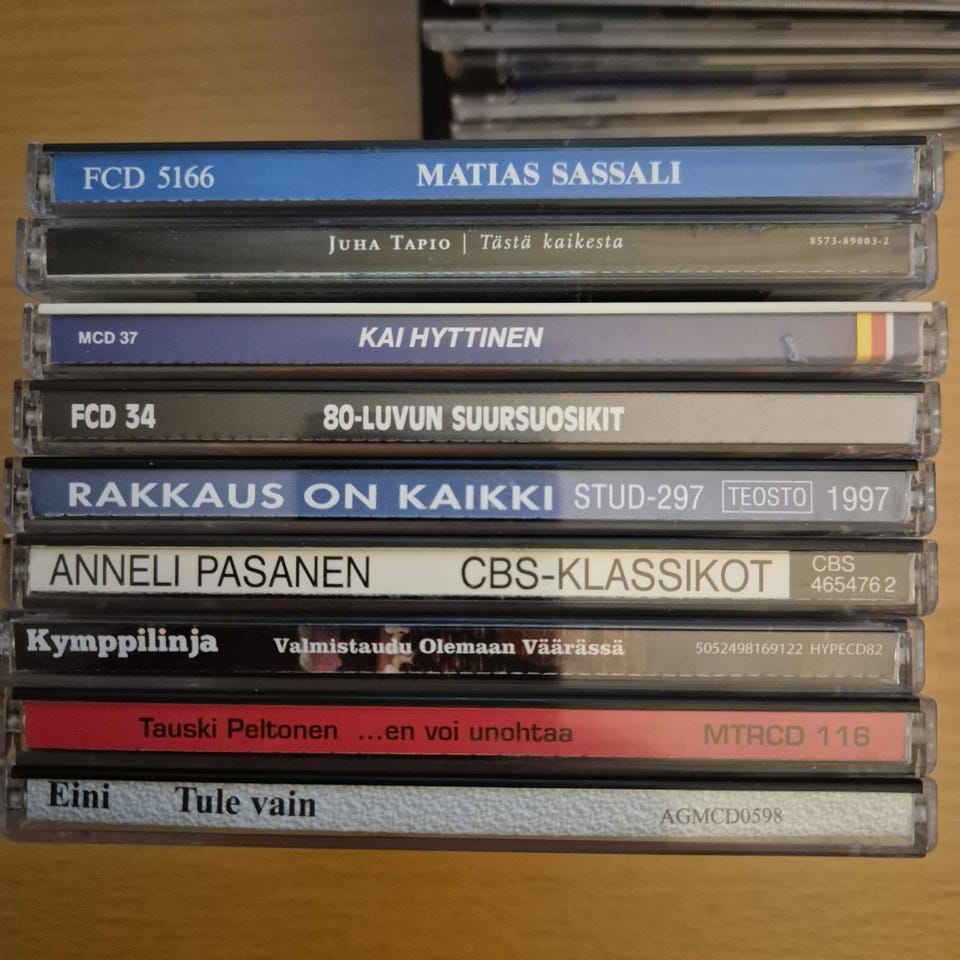 FCD 5166 MATIAS SASSALI
JUHA TAPIO | Tästä kaikesta 8573-89003-2
MCD 37 KAI HYTTINEN
FCD 34 80-LUVUN SUURSUOSIKIT
RAKKAUS ON KAIKKI STUD-297 TEOSTO 1997
ANNELI PASANEN CBS-KLASSIKOT CBS
465476 2
Kymppilinja Valmistaudu Olemaan Väärässä 5052498169122 HYPECD82
Tauski Peltonen ...en voi unohtaa MTRCD 116
Eini Tule vain AGMCD0598